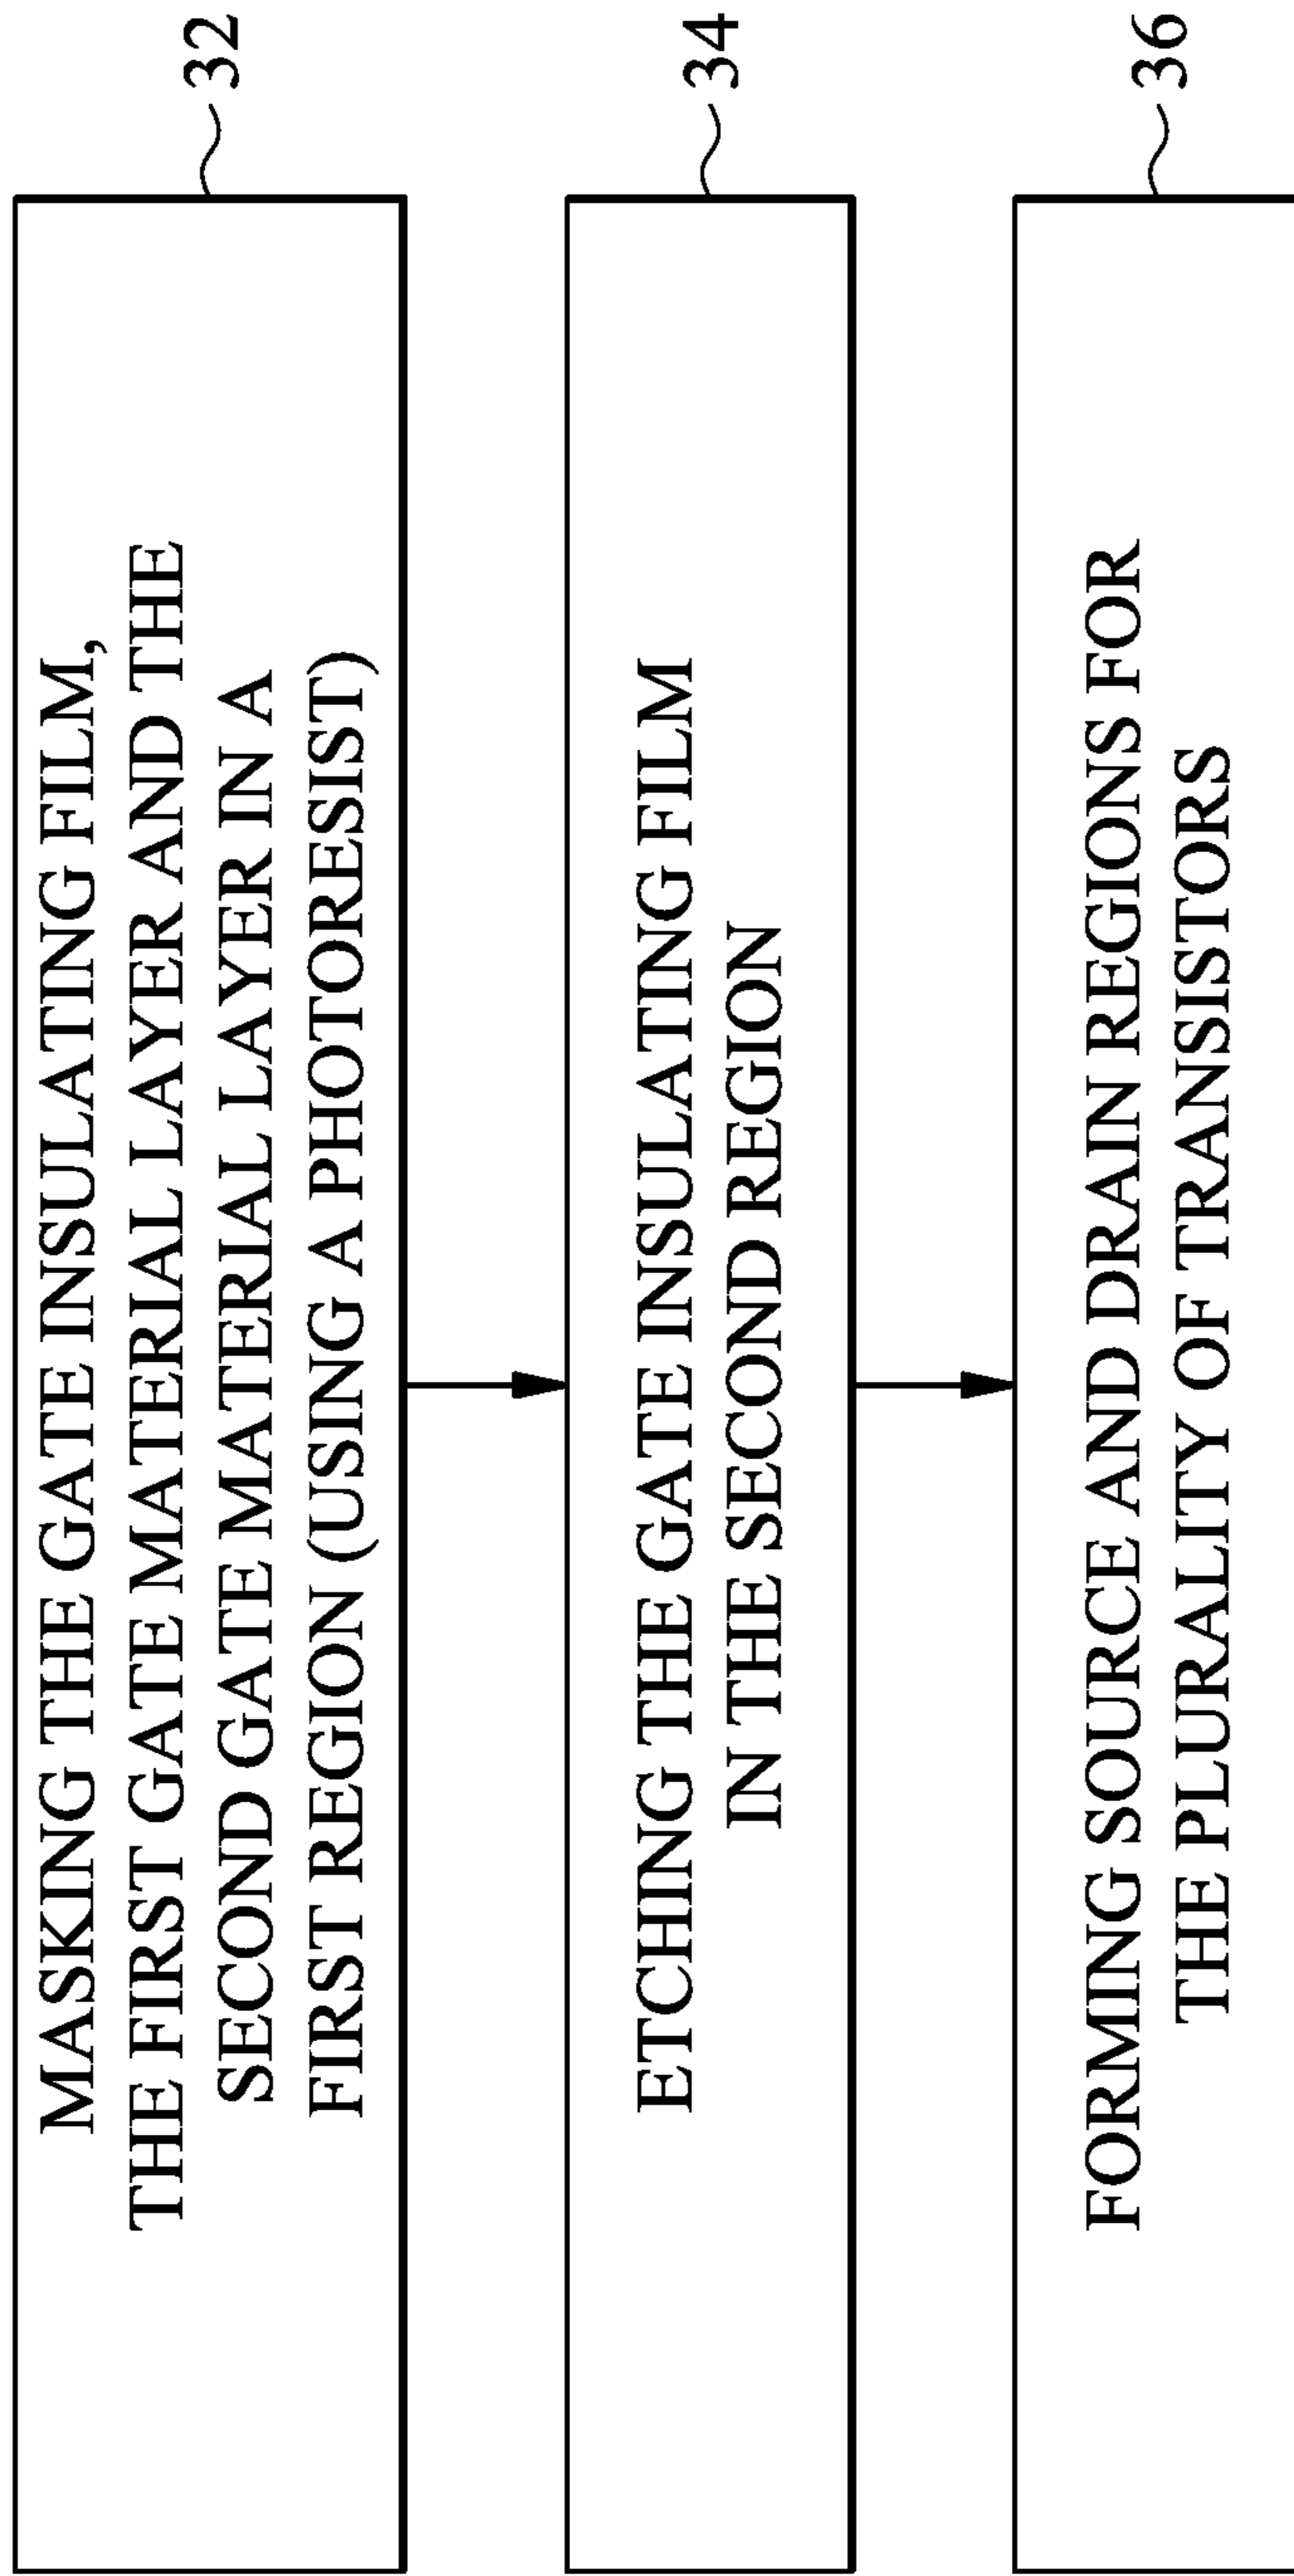 MASKING THE GATE INSULATING FILM,
THE FIRST GATE MATERIAL LAYER AND THE
SECOND GATE MATERIAL LAYER IN A
FIRST REGION (USING A PHOTORESIST)
32
ETCHING THE GATE INSULATING FILM
IN THE SECOND REGION
34
FORMING SOURCE AND DRAIN REGIONS FOR
THE PLURALITY OF TRANSISTORS
36